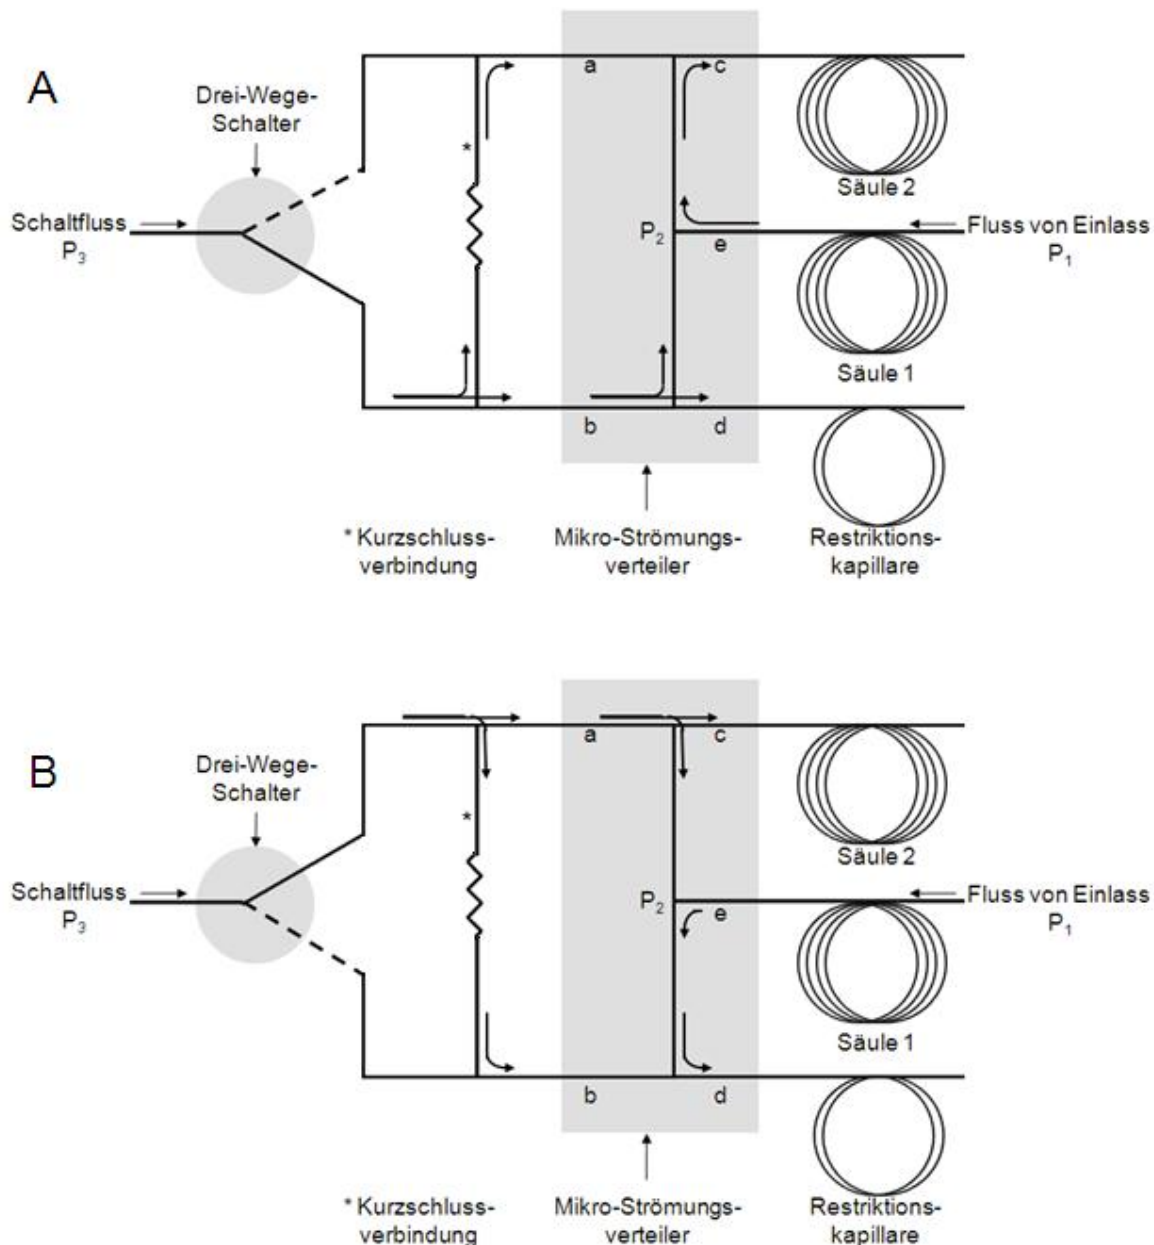 A
Drei-Wege-
Schalter
Schaltfluss
P3
*
a
c
P2
e
b
d
Säule 2
Fluss von Einlass
P1
Säule 1
* Kurzschluss-
verbindung
Mikro-Strömungs-
verteiler
Restriktions-
kapillare
B
Drei-Wege-
Schalter
Schaltfluss
P3
*
a
c
P2
e
b
d
Säule 2
Fluss von Einlass
P1
Säule 1
* Kurzschluss-
verbindung
Mikro-Strömungs-
verteiler
Restriktions-
kapillare